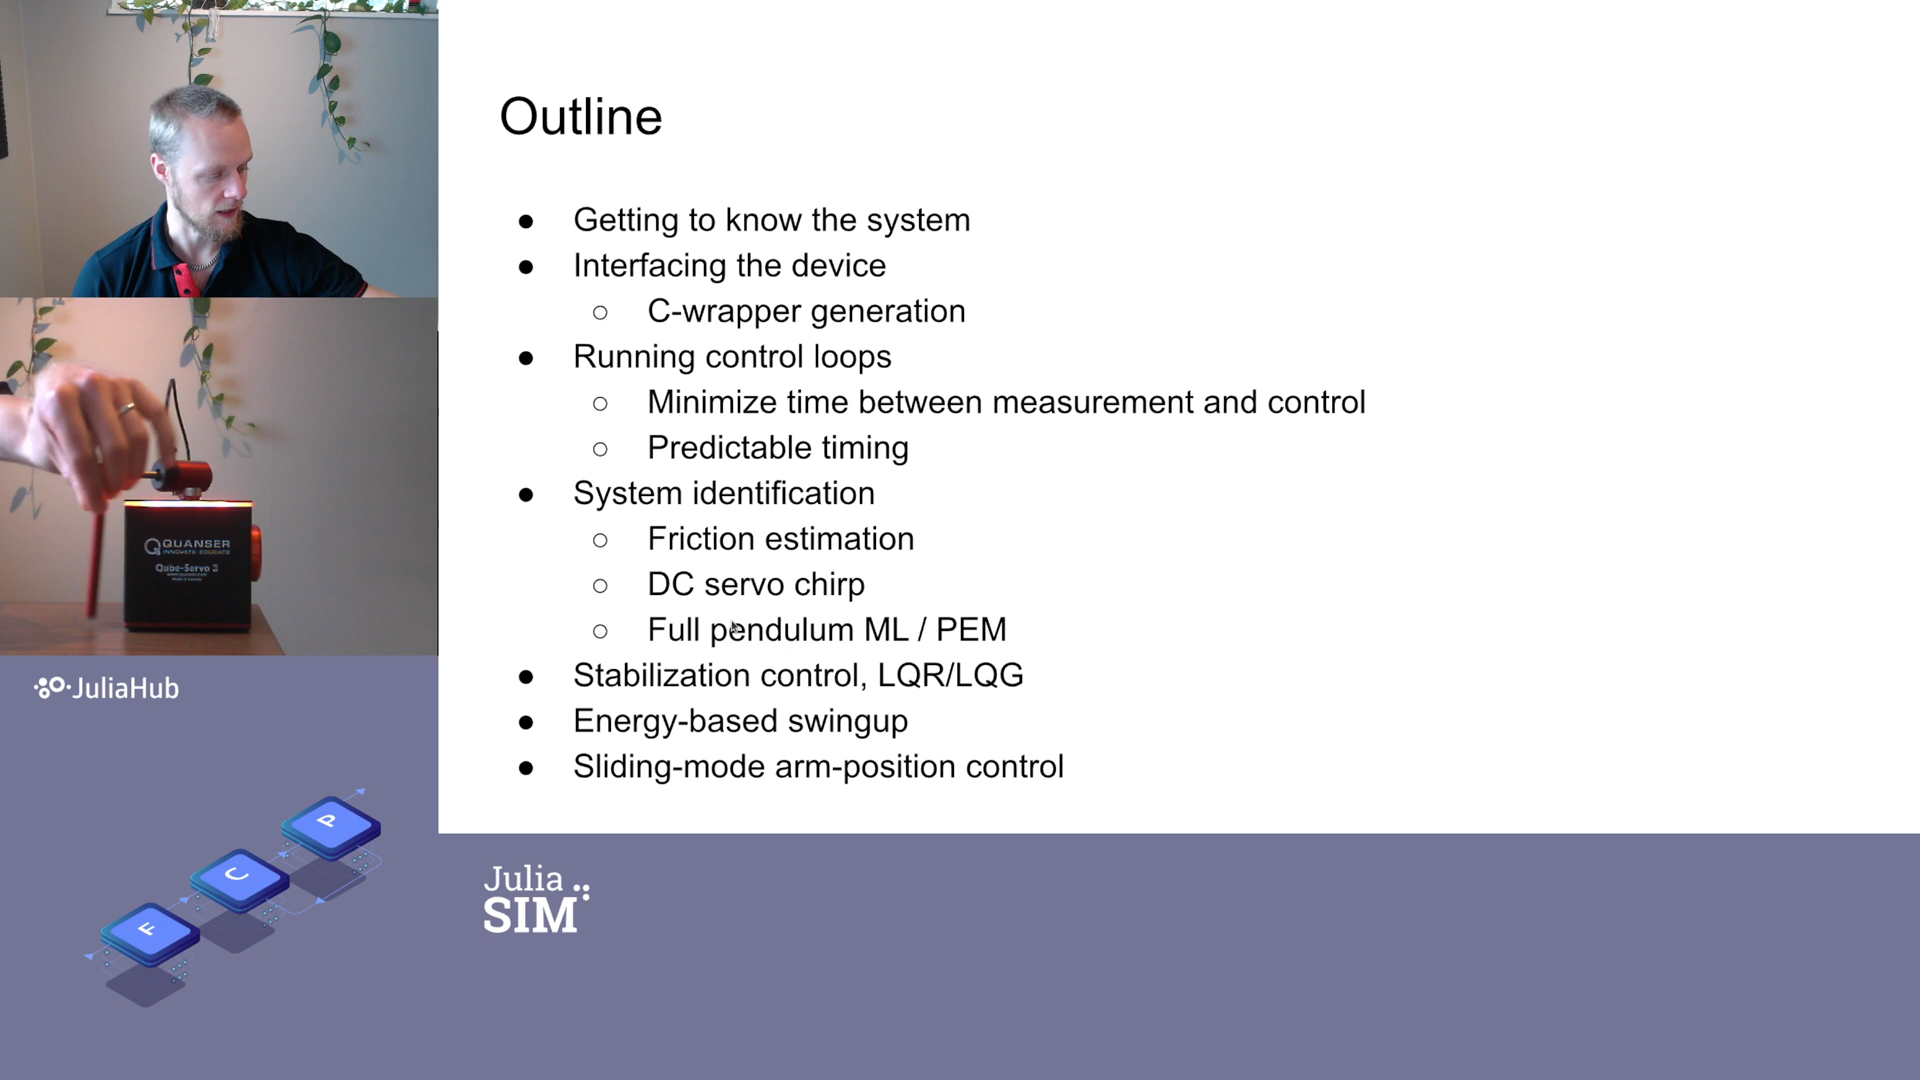 Outline
● Getting to know the system
● Interfacing the device
○ C-wrapper generation
● Running control loops
○ Minimize time between measurement and control
○ Predictable timing
● System identification
○ Friction estimation
○ DC servo chirp
○ Full pendulum ML / PEM
● Stabilization control, LQR/LQG
● Energy-based swingup
● Sliding-mode arm-position control
QUANSER
INNOVATE EDUCATE
Qube-Servo 3
JuliaHub
P
C
F
Julia
SIM